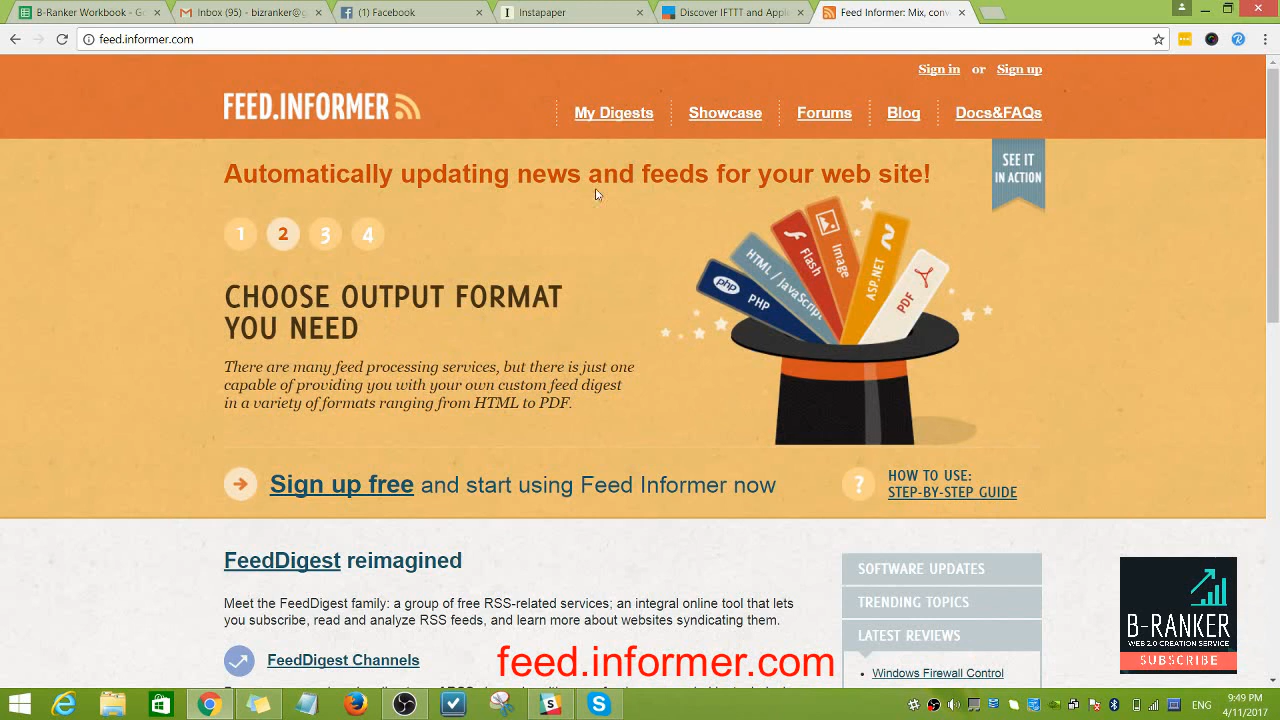 B-Ranker Workbook - Go
Inbox (95) - bizranker@g
(3) Facebook
Instapaper
Discover IFTTT and Apple
Feed Informer: Mix, conv
feed.informer.com
Sign in or Sign up
FEED.INFORMER
My Digests
Showcase
Forums
Blog
Docs&FAQs
Automatically updating news and feeds for your web site!
SEE IT
IN ACTION
1 2 3 4
CHOOSE OUTPUT FORMAT
YOU NEED
There are many feed processing services, but there is just one
capable of providing you with your own custom feed digest
in a variety of formats ranging from HTML to PDF.
php PHP
HTML / JavaScript
Flash
Image
ASP.NET
PDF
Sign up free and start using Feed Informer now
?
HOW TO USE:
STEP-BY-STEP GUIDE
FeedDigest reimagined
Meet the FeedDigest family: a group of free RSS-related services; an integral online tool that lets
you subscribe, read and analyze RSS feeds, and learn more about websites syndicating them.
FeedDigest Channels
SOFTWARE UPDATES
TRENDING TOPICS
LATEST REVIEWS
Windows Firewall Control
feed.informer.com
B-RANKER
WEB 2.0 CREATION SERVICE
SUBSCRIBE
ENG
9:49 PM
4/11/2017